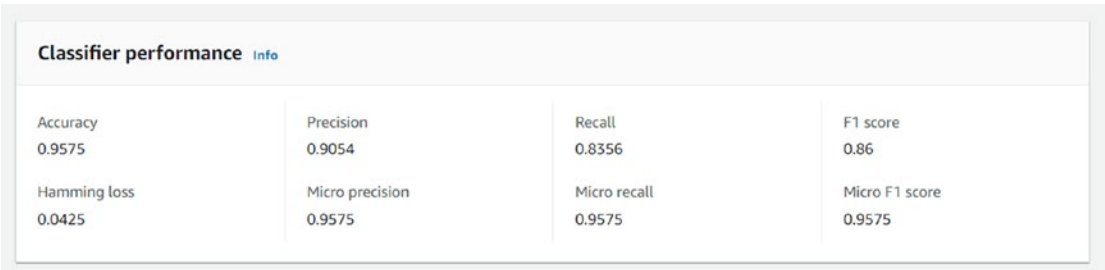 Classifier performance Info
Accuracy Precision Recall F1 score
0.9575 0.9054 0.8356 0.86
Hamming loss Micro precision Micro recall Micro F1 score
0.0425 0.9575 0.9575 0.9575